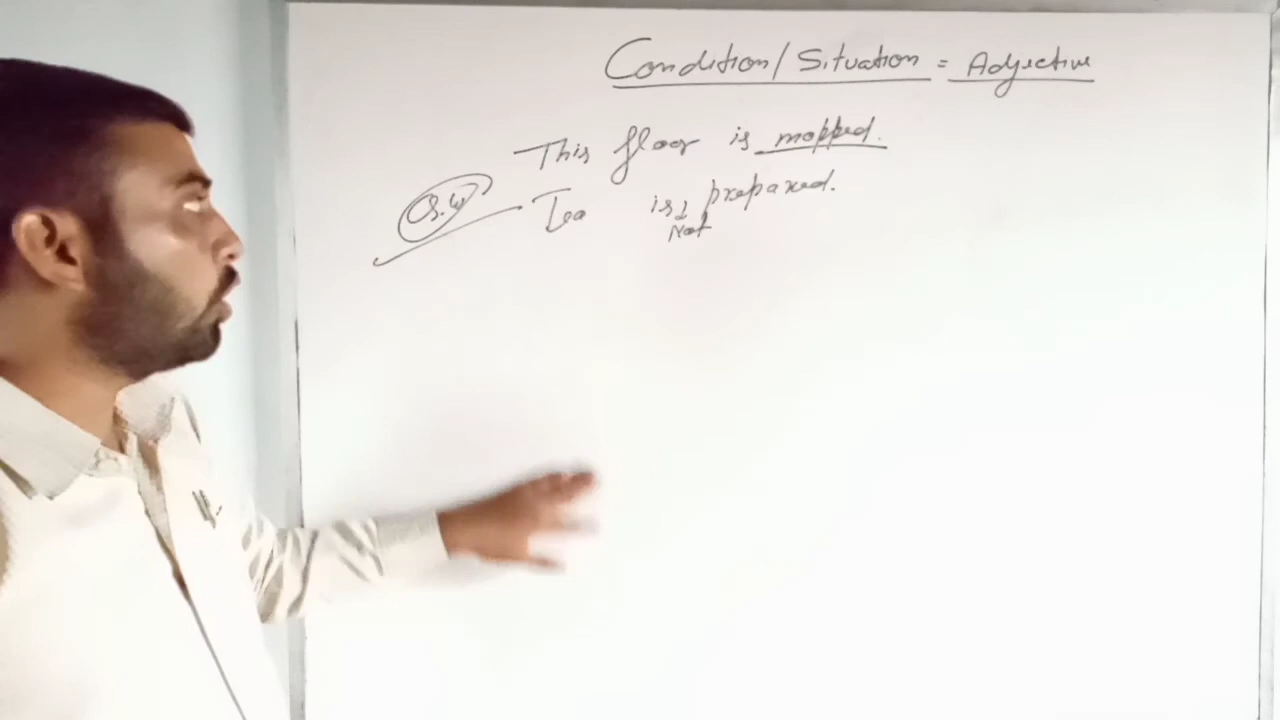 Condition/Situation = Adjective
This floor is mopped.
Tea is prepared.
Not